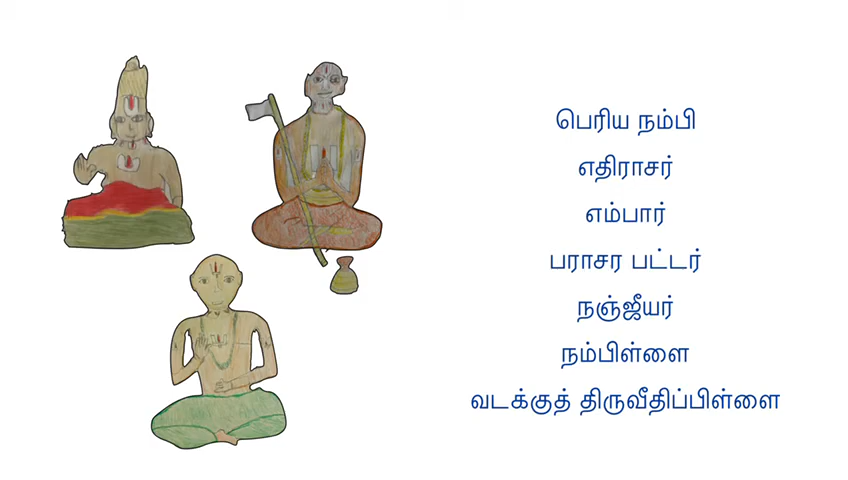 பெரிய நம்பி
எதிராசர்
எம்பார்
பராசர பட்டர்
நஞ்ஜீயர்
நம்பிள்ளை
வடக்குத் திருவீதிப்பிள்ளை